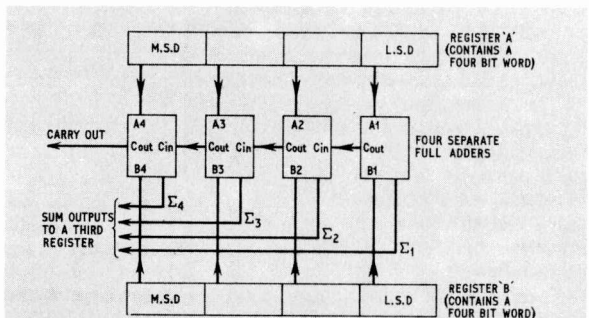 M.S.D L.S.D
REGISTER 'A'
(CONTAINS A
FOUR BIT WORD)
A4 A3 A2 A1
CARRY OUT
Cout Cin Cout Cin Cout Cin Cout
FOUR SEPARATE
FULL ADDERS
B4 B3 B2 B1
Σ4
SUM OUTPUTS
TO A THIRD
REGISTER
Σ3
Σ2
Σ1
M.S.D L.S.D
REGISTER 'B'
(CONTAINS A
FOUR BIT WORD)